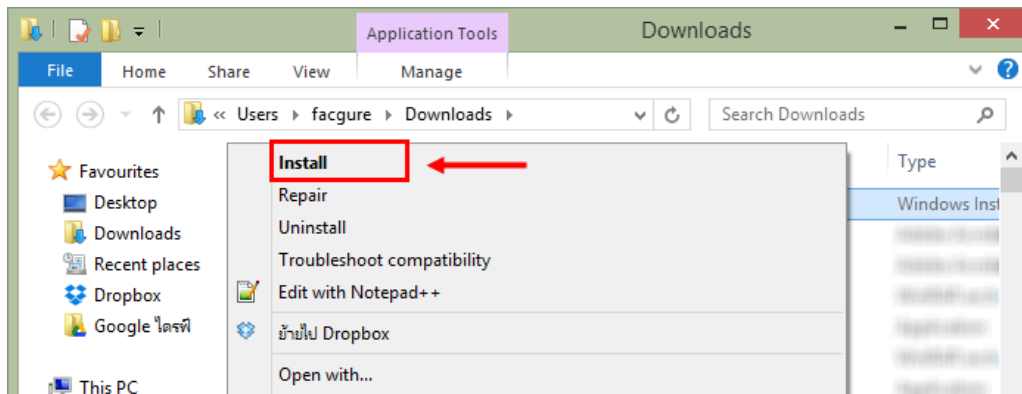 Application Tools
Downloads
File
Home
Share
View
Manage
« Users
facgure
Downloads
Search Downloads
Favourites
Desktop
Downloads
Recent places
Dropbox
Google ไดรฟ์
This PC
Install
Repair
Uninstall
Troubleshoot compatibility
Edit with Notepad++
ย้ายไป Dropbox
Open with...
Type
Windows Inst